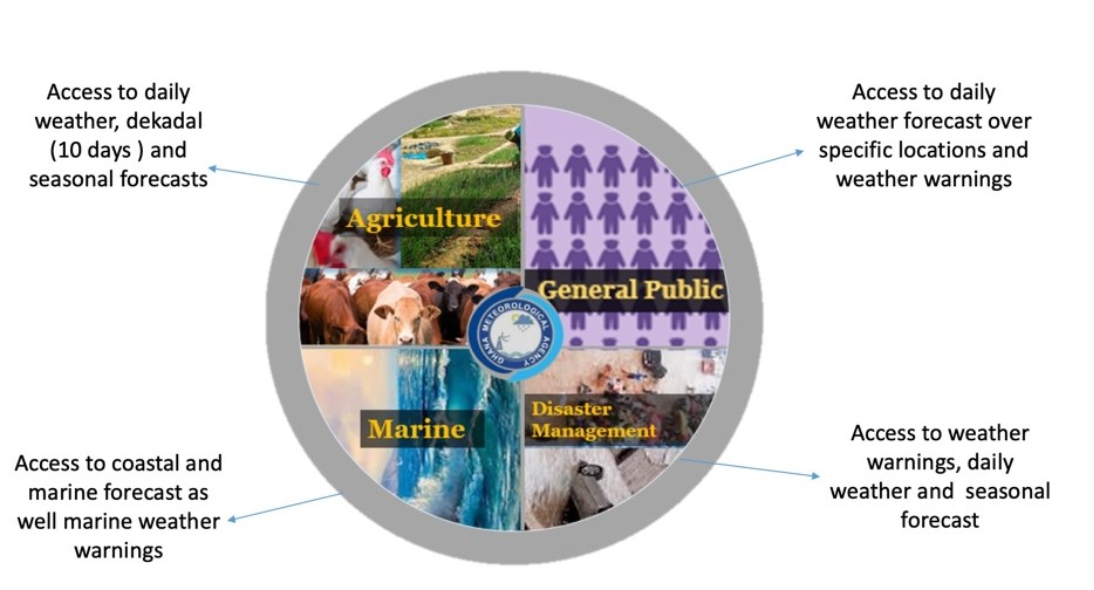 Access to daily
weather, dekadal
(10 days ) and
seasonal forecasts
Access to daily
weather forecast over
specific locations and
weather warnings
Agriculture
General Public
GHANA METEOROLOGICAL AGENCY
Marine
Disaster
Management
Access to coastal and
marine forecast as
well marine weather
warnings
Access to weather
warnings, daily
weather and  seasonal
forecast